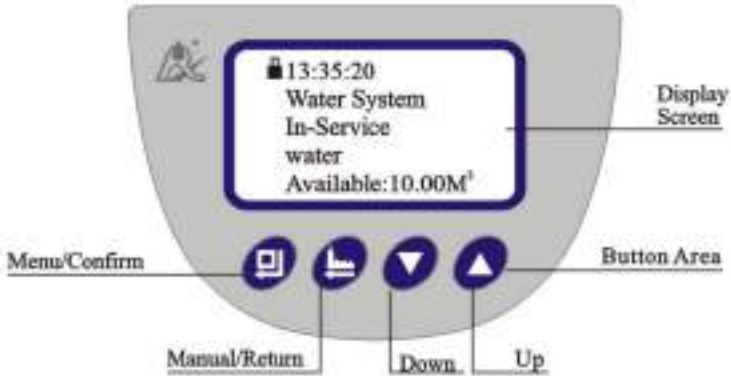 13:35:20
Water System
In-Service
water
Available:10.00M³
Display
Screen
Menu/Confirm
Button Area
Manual/Return
Down
Up